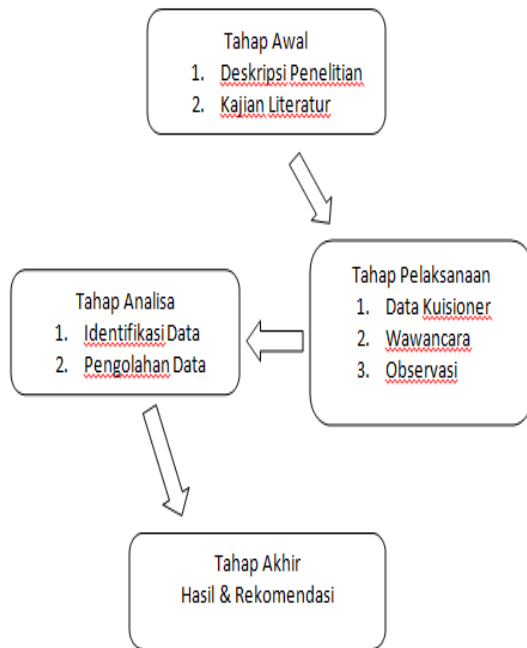 Tahap Awal
1. Deskripsi Penelitian
2. Kajian Literatur
Tahap Pelaksanaan
1. Data Kuisioner
2. Wawancara
3. Observasi
Tahap Analisa
1. Identifikasi Data
2. Pengolahan Data
Tahap Akhir
Hasil & Rekomendasi